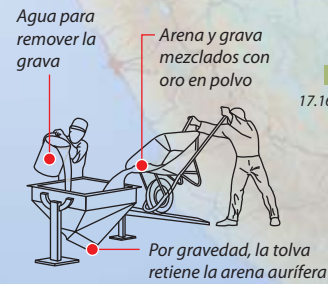 Agua para
remover la
grava
Arena y grava
mezclados con
oro en polvo
17.16
Por gravedad, la tolva
retiene la arena aurífera